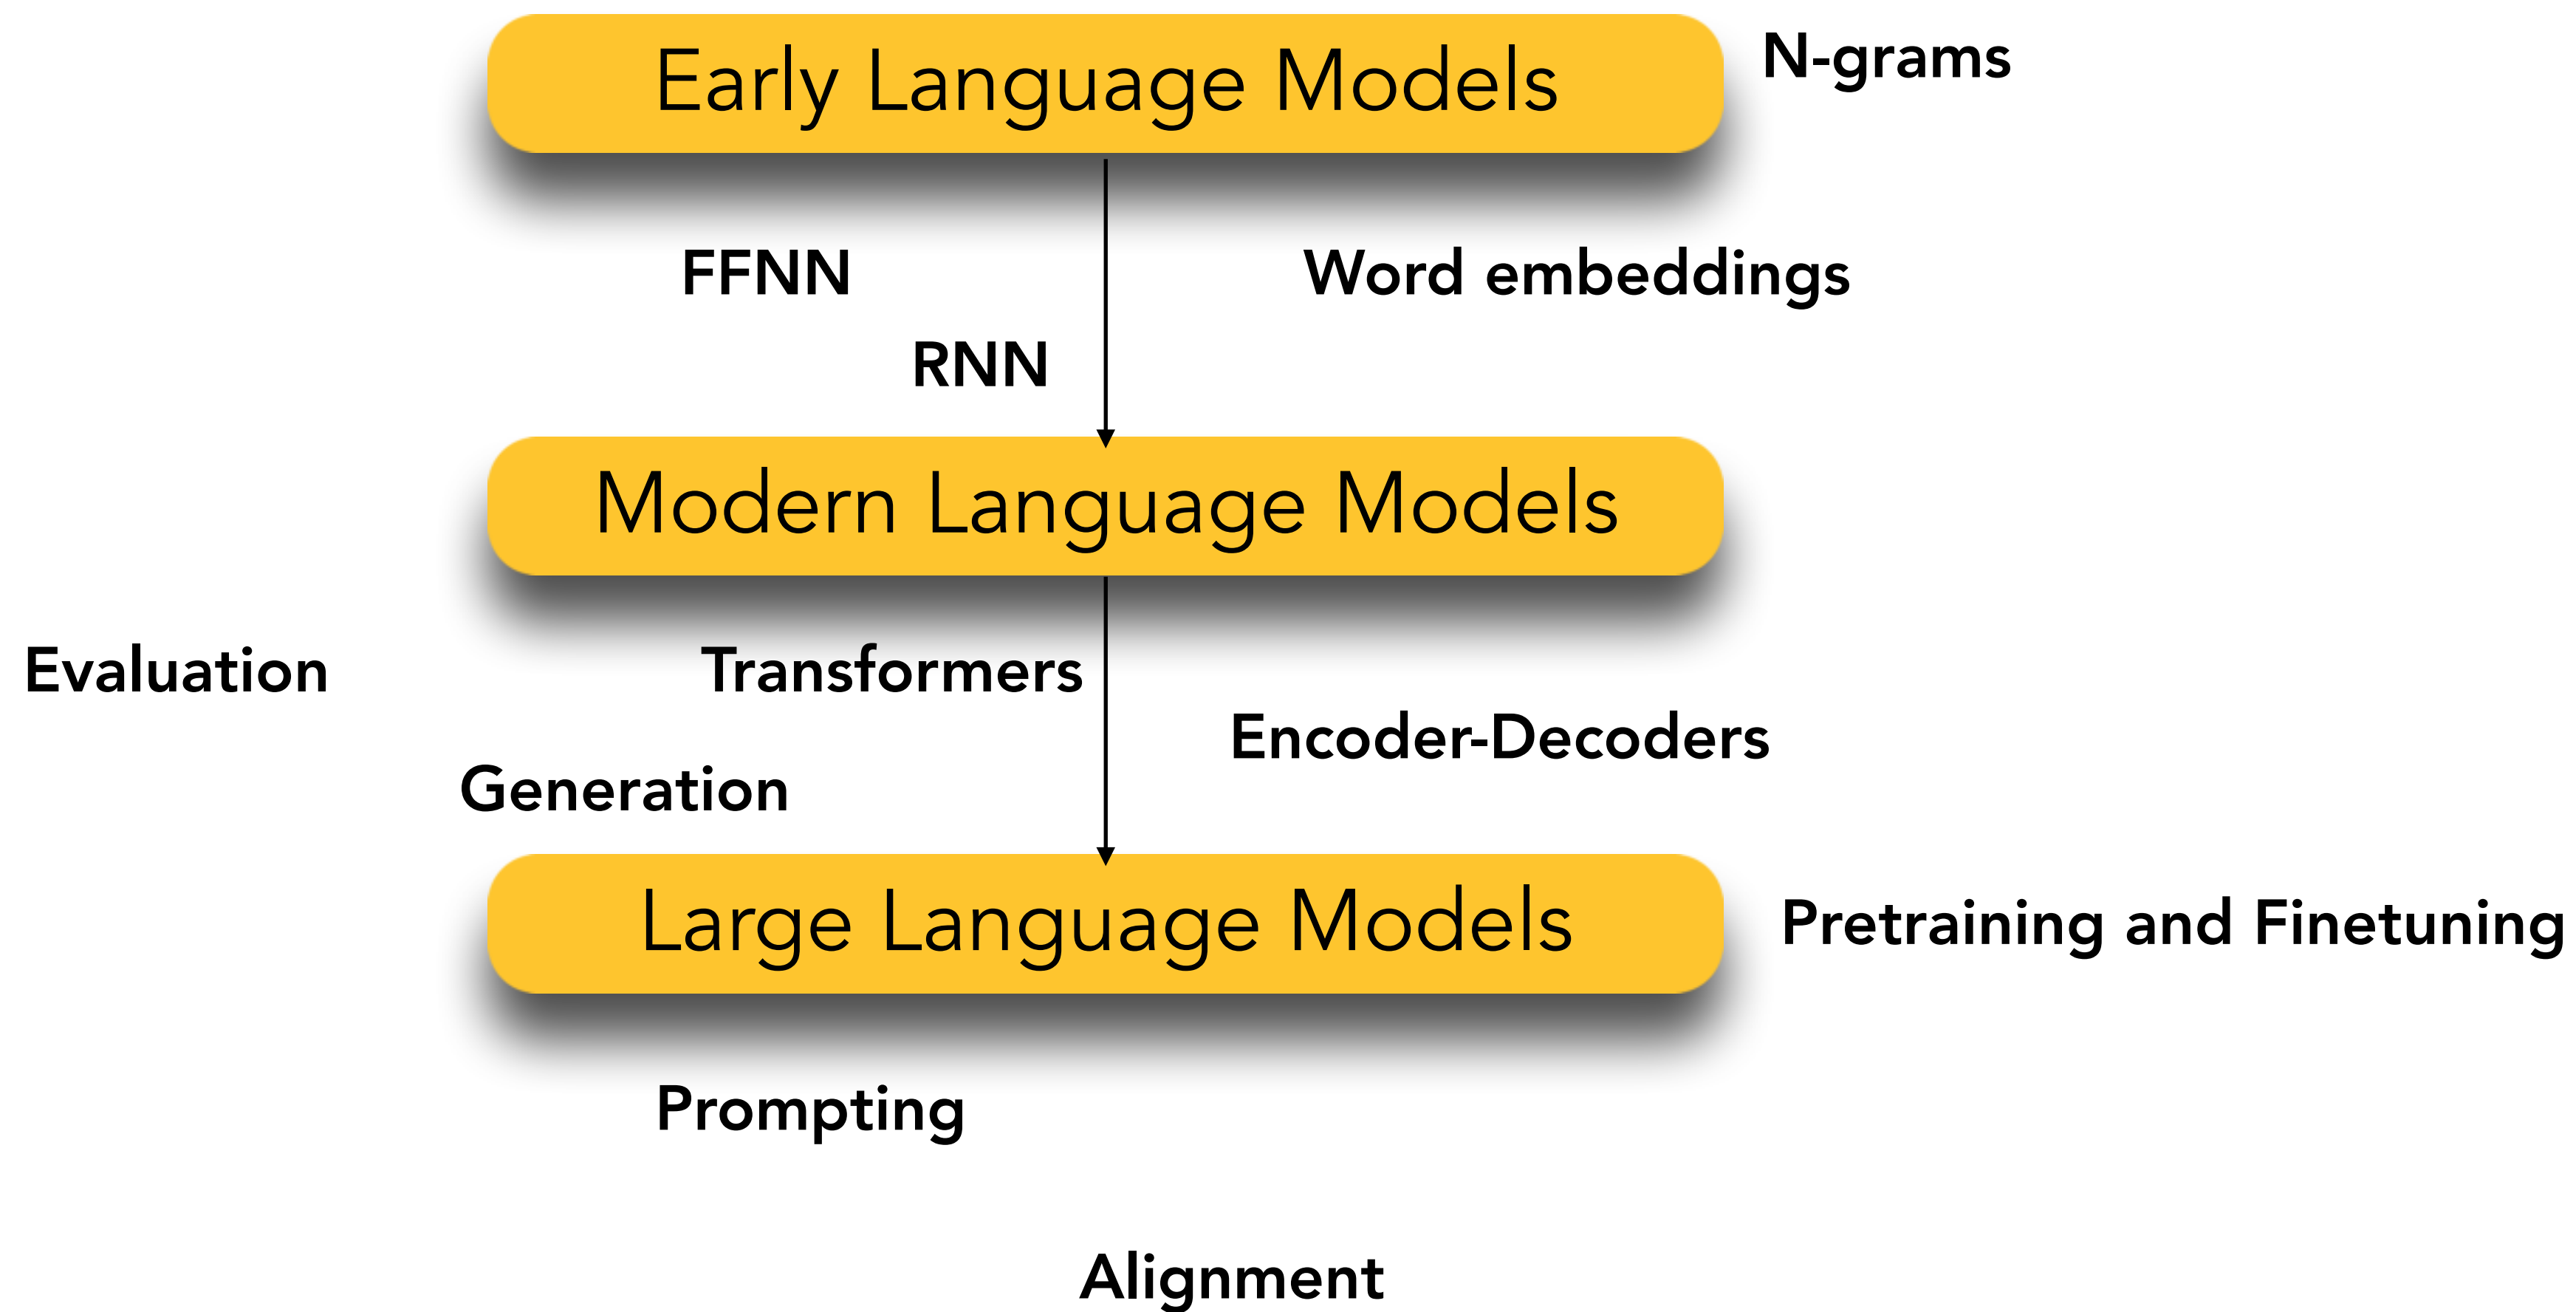 Early Language Models
N-grams
FFNN
Word embeddings
RNN
Modern Language Models
Evaluation
Transformers
Encoder-Decoders
Generation
Large Language Models
Pretraining and Finetuning
Prompting
Alignment